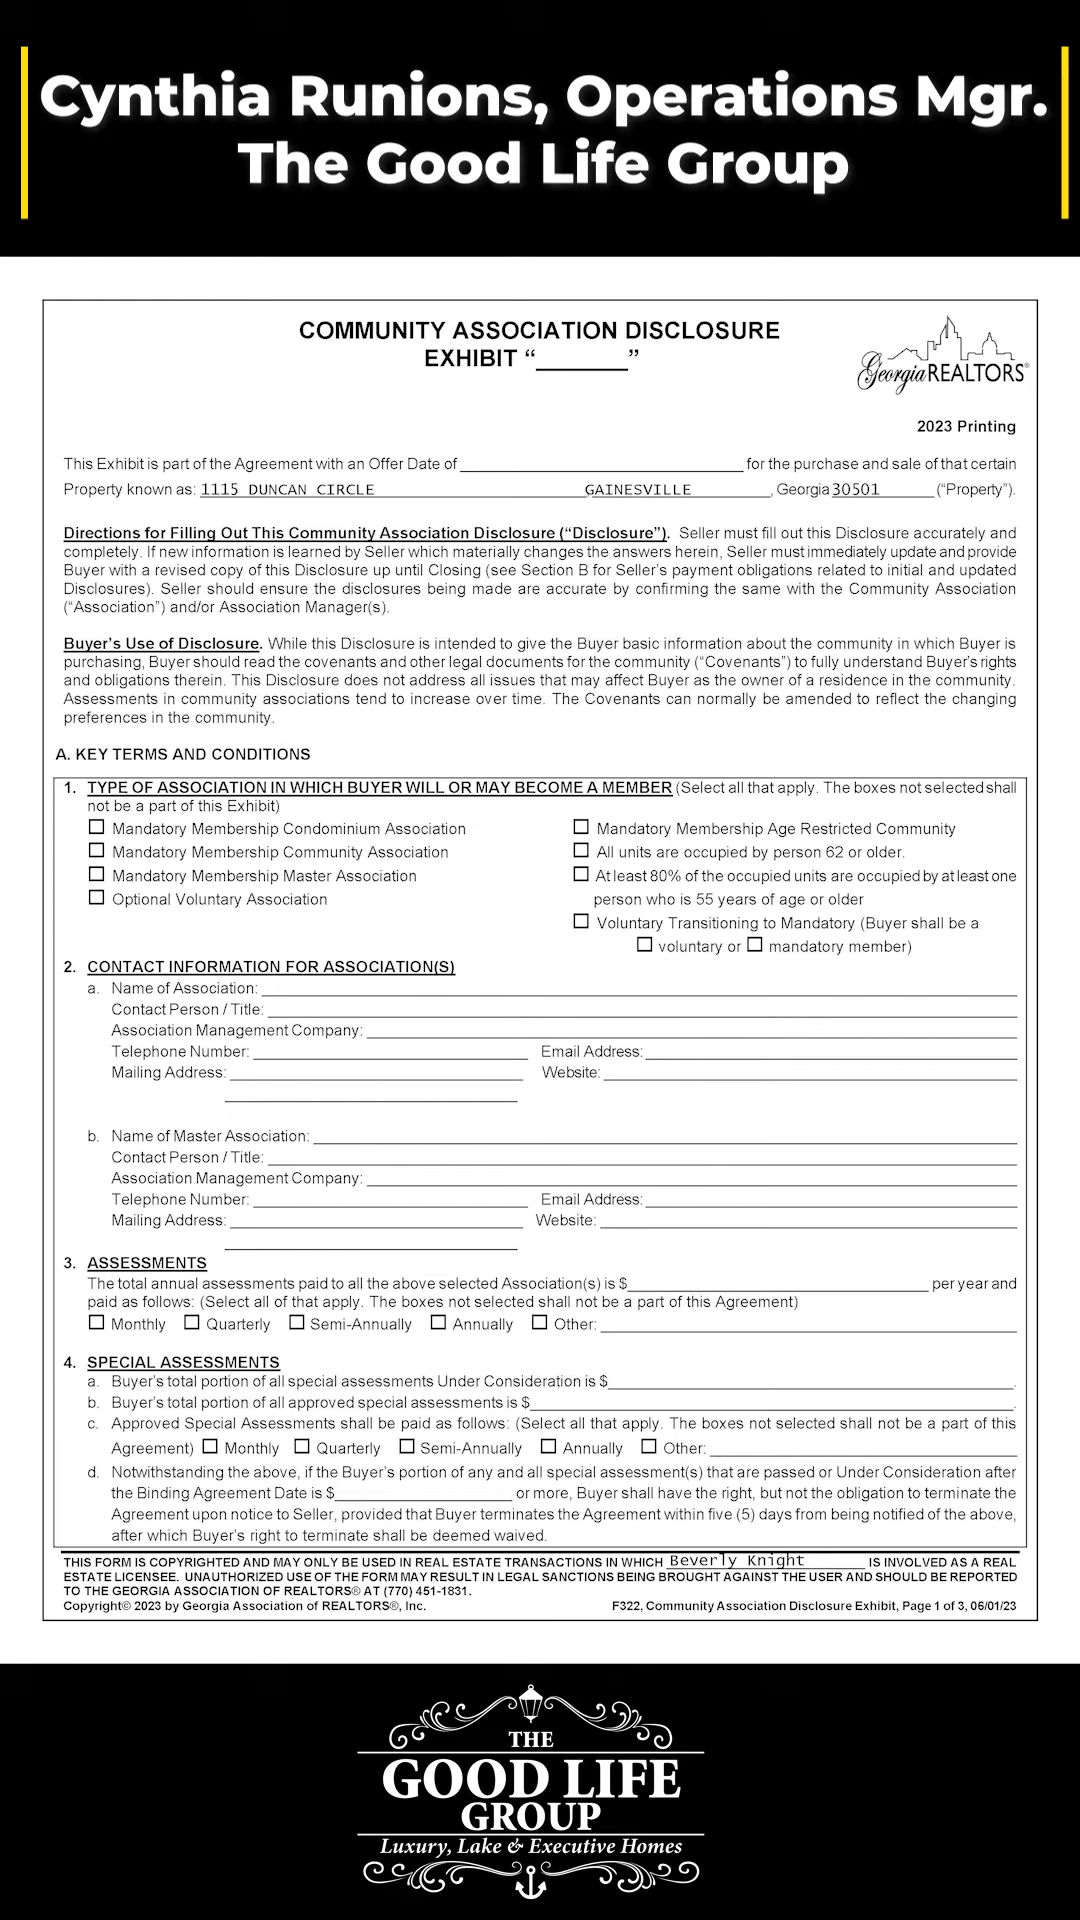 Cynthia Runions, Operations Mgr.
The Good Life Group
COMMUNITY ASSOCIATION DISCLOSURE
EXHIBIT “_______”
Georgia REALTORS®
2023 Printing
This Exhibit is part of the Agreement with an Offer Date of ______________________ for the purchase and sale of that certain
Property known as: 1115 DUNCAN CIRCLE GAINESVILLE, Georgia 30501 (“Property”).
Directions for Filling Out This Community Association Disclosure (“Disclosure”). Seller must fill out this Disclosure accurately and
completely. If new information is learned by Seller which materially changes the answers herein, Seller must immediately update and provide
Buyer with a revised copy of this Disclosure up until Closing (see Section B for Seller’s payment obligations related to initial and updated
Disclosures). Seller should ensure the disclosures being made are accurate by confirming the same with the Community Association
(“Association”) and/or Association Manager(s).
Buyer’s Use of Disclosure. While this Disclosure is intended to give the Buyer basic information about the community in which Buyer is
purchasing, Buyer should read the covenants and other legal documents for the community (“Covenants”) to fully understand Buyer’s rights
and obligations therein. This Disclosure does not address all issues that may affect Buyer as the owner of a residence in the community.
Assessments in community associations tend to increase over time. The Covenants can normally be amended to reflect the changing
preferences in the community.
A. KEY TERMS AND CONDITIONS
1. TYPE OF ASSOCIATION IN WHICH BUYER WILL OR MAY BECOME A MEMBER (Select all that apply. The boxes not selected shall
not be a part of this Exhibit)
☐ Mandatory Membership Condominium Association
☐ Mandatory Membership Community Association
☐ Mandatory Membership Master Association
☐ Optional Voluntary Association
☐ Mandatory Membership Age Restricted Community
☐ All units are occupied by person 62 or older.
☐ At least 80% of the occupied units are occupied by at least one
person who is 55 years of age or older
☐ Voluntary Transitioning to Mandatory (Buyer shall be a
☐ voluntary or ☐ mandatory member)
2. CONTACT INFORMATION FOR ASSOCIATION(S)
a. Name of Association: ______________________
Contact Person / Title: ______________________
Association Management Company: ______________________
Telephone Number: ______________________ Email Address: ______________________
Mailing Address: ______________________ Website: ______________________
b. Name of Master Association: ______________________
Contact Person / Title: ______________________
Association Management Company: ______________________
Telephone Number: ______________________ Email Address: ______________________
Mailing Address: ______________________ Website: ______________________
3. ASSESSMENTS
The total annual assessments paid to all the above selected Association(s) is $______________________ per year and
paid as follows: (Select all of that apply. The boxes not selected shall not be a part of this Agreement)
☐ Monthly ☐ Quarterly ☐ Semi-Annually ☐ Annually ☐ Other: ______________________
4. SPECIAL ASSESSMENTS
a. Buyer’s total portion of all special assessments Under Consideration is $______________________.
b. Buyer’s total portion of all approved special assessments is $______________________.
c. Approved Special Assessments shall be paid as follows: (Select all that apply. The boxes not selected shall not be a part of this
Agreement) ☐ Monthly ☐ Quarterly ☐ Semi-Annually ☐ Annually ☐ Other: ______________________
d. Notwithstanding the above, if the Buyer’s portion of any and all special assessment(s) that are passed or Under Consideration after
the Binding Agreement Date is $______________________ or more, Buyer shall have the right, but not the obligation to terminate the
Agreement upon notice to Seller, provided that Buyer terminates the Agreement within five (5) days from being notified of the above,
after which Buyer’s right to terminate shall be deemed waived.
THIS FORM IS COPYRIGHTED AND MAY ONLY BE USED IN REAL ESTATE TRANSACTIONS IN WHICH Beverly Knight IS INVOLVED AS A REAL
ESTATE LICENSEE. UNAUTHORIZED USE OF THE FORM MAY RESULT IN LEGAL SANCTIONS BEING BROUGHT AGAINST THE USER AND SHOULD BE REPORTED
TO THE GEORGIA ASSOCIATION OF REALTORS® AT (770) 451-1831.
Copyright© 2023 by Georgia Association of REALTORS®, Inc. F322, Community Association Disclosure Exhibit, Page 1 of 3, 06/01/23
THE
GOOD LIFE
GROUP
Luxury, Lake & Executive Homes